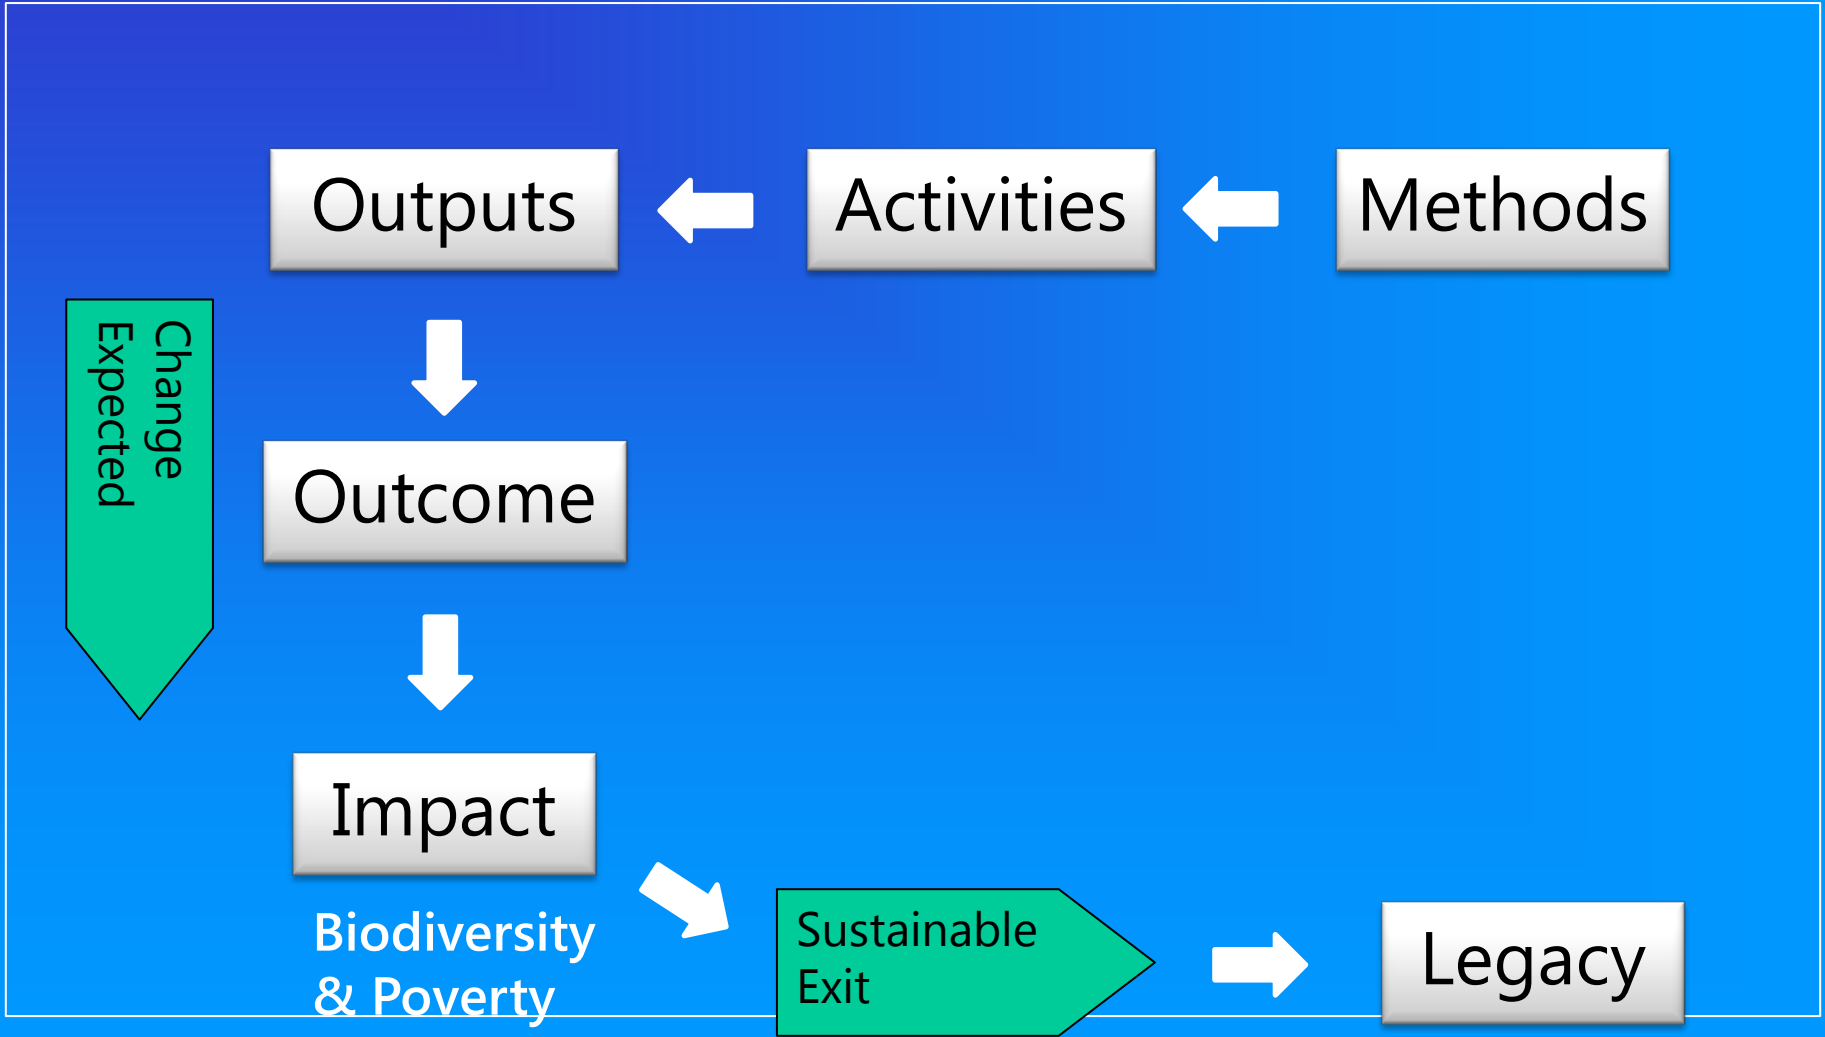 Outputs
Activities
Methods
Change
Expected
Outcome
Impact
Biodiversity
& Poverty
Sustainable
Exit
Legacy